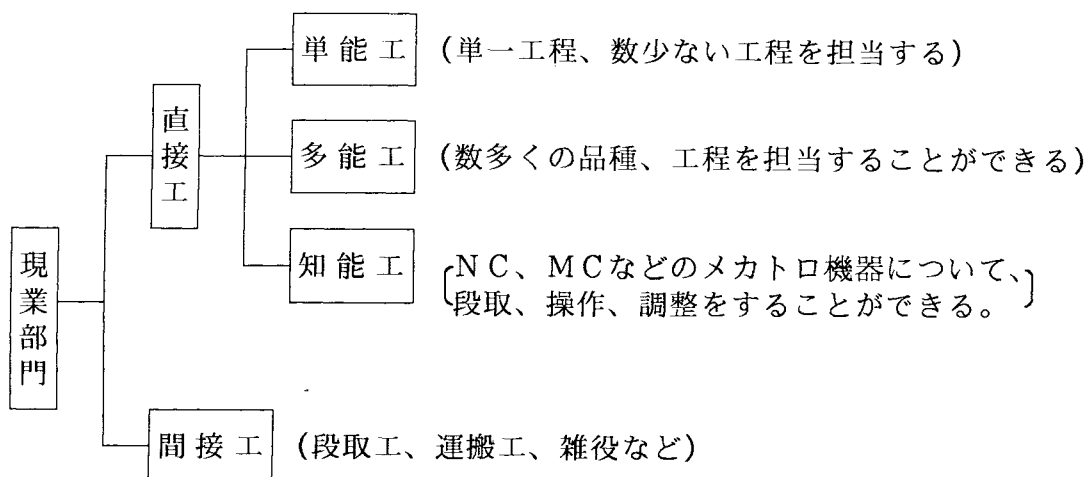 単能工 (単一工程、数少ない工程を担当する)
直接工
多能工 (数多くの品種、工程を担当することができる)
現業部門
知能工 NC、MCなどのメカトロ機器について、
段取、操作、調整をすることができる。
間接工 (段取工、運搬工、雑役など)